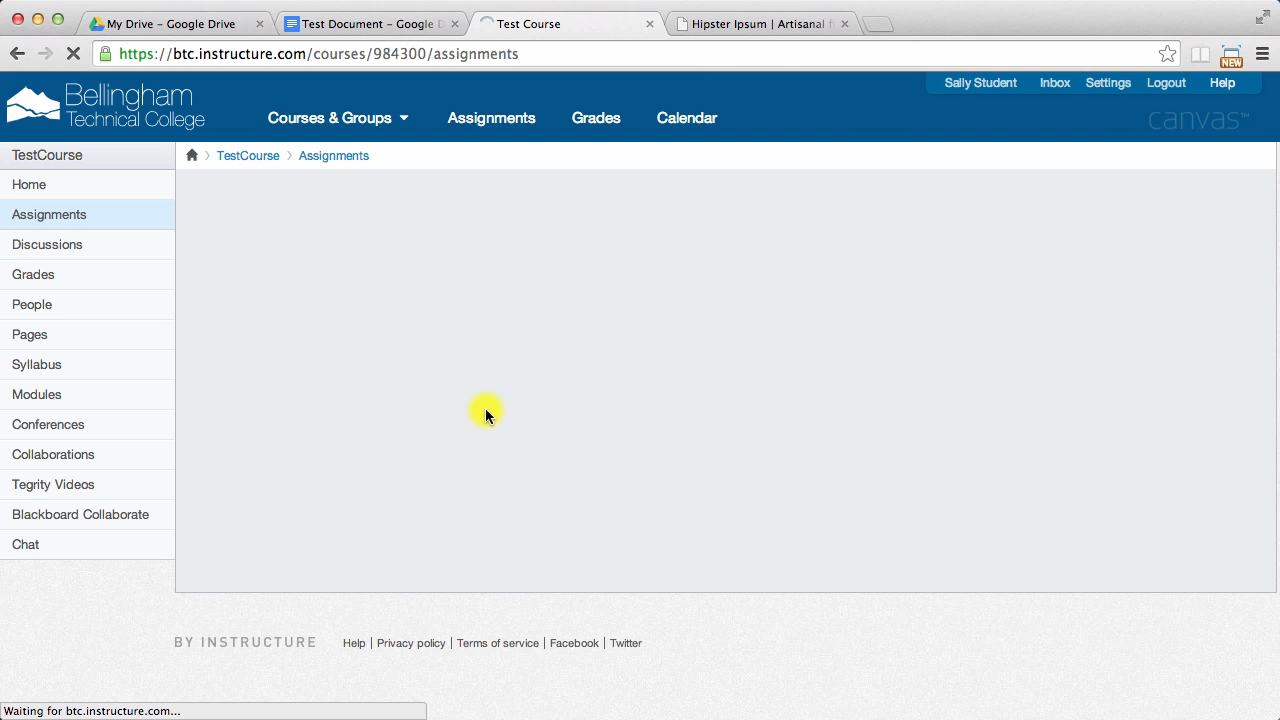 My Drive – Google Drive
Test Document – Google D
Test Course
Hipster Ipsum | Artisanal f
https://btc.instructure.com/courses/984300/assignments
NEW
Bellingham
Technical College
Sally Student
Inbox
Settings
Logout
Help
Courses & Groups
Assignments
Grades
Calendar
canvas™
TestCourse
TestCourse
Assignments
Home
Assignments
Discussions
Grades
People
Pages
Syllabus
Modules
Conferences
Collaborations
Tegrity Videos
Blackboard Collaborate
Chat
BY INSTRUCTURE
Help | Privacy policy | Terms of service | Facebook | Twitter
Waiting for btc.instructure.com...